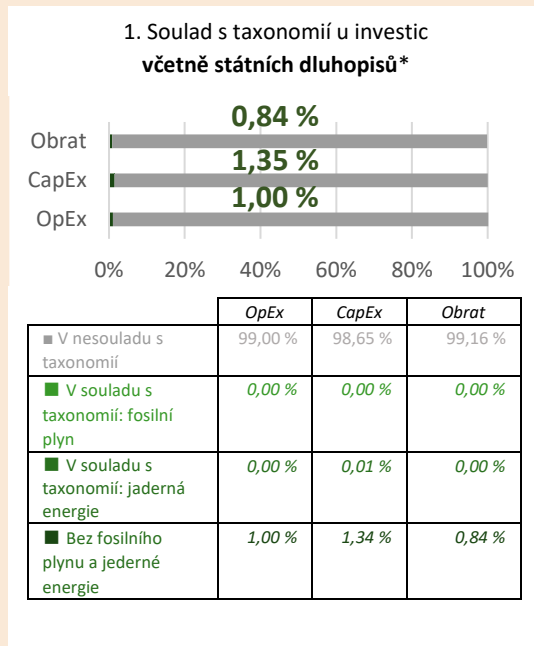 1. Soulad s taxonomií u investic
včetně státních dluhopisů*
0,84 %
Obrat
1,35 %
CapEx
1,00 %
OpEx
0% 20% 40% 60% 80% 100%
OpEx CapEx Obrat
■ V nesouladu s 99,00 % 98,65 % 99,16 %
taxonomií
■ V souladu s 0,00 % 0,00 % 0,00 %
taxonomií: fosilní
plyn
■ V souladu s 0,00 % 0,01 % 0,00 %
taxonomií: jaderná
energie
■ Bez fosilního 1,00 % 1,34 % 0,84 %
plynu a jederné
energie